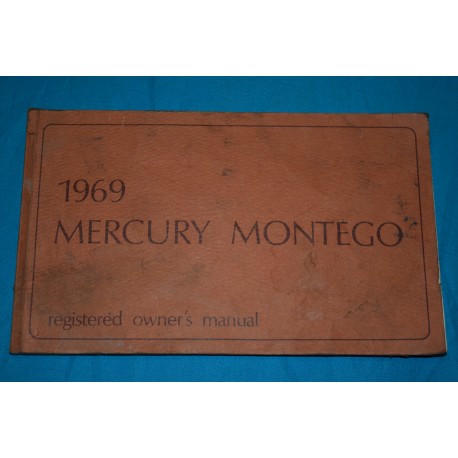 1969
MERCURY MONTEGO
registered owner's manual